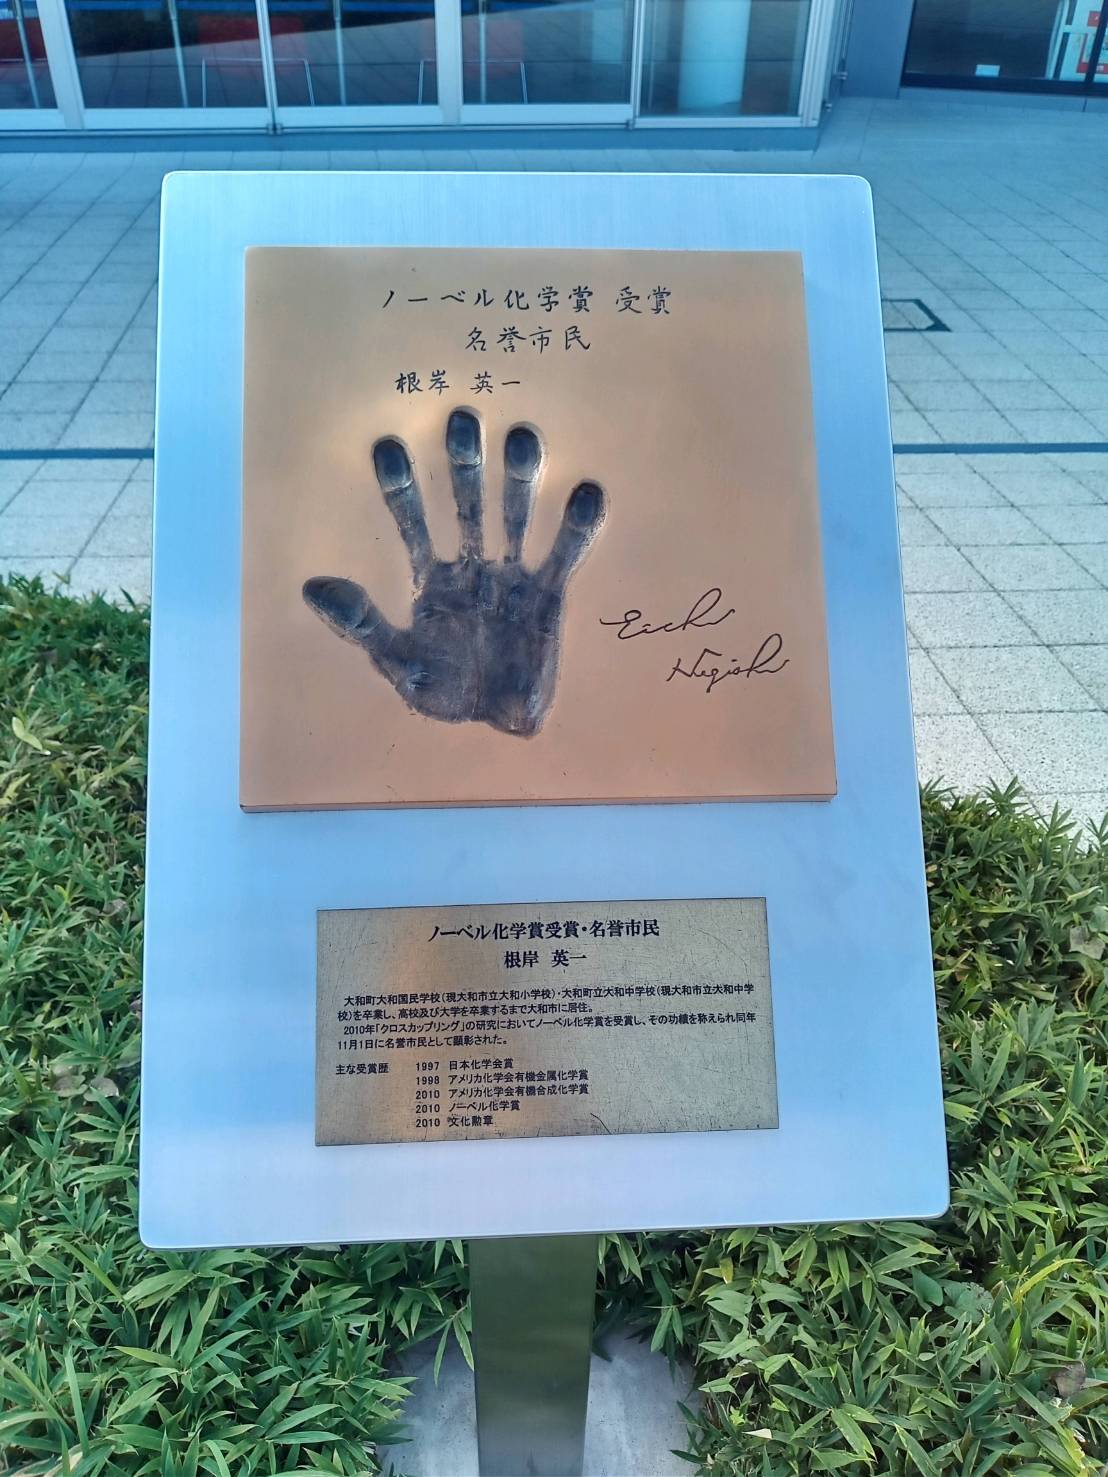 ノーベル化学賞 受賞
名誉市民
根岸 英一
Eiichi
Negishi
ノーベル化学賞受賞・名誉市民
根岸 英一
大和町大和国民学校(現大和市立大和小学校)・大和町立大和中学校(現大和市立大和中学
校)を卒業し、高校及び大学を卒業するまで大和市に居住。
2010年「クロスカップリング」の研究においてノーベル化学賞を受賞し、その功績を称えられ同年
11月1日に名誉市民として顕彰された。
主な受賞歴 1997 日本化学会賞
1998 アメリカ化学会有機金属化学賞
2010 アメリカ化学会有機合成化学賞
2010 ノーベル化学賞
2010 文化勲章